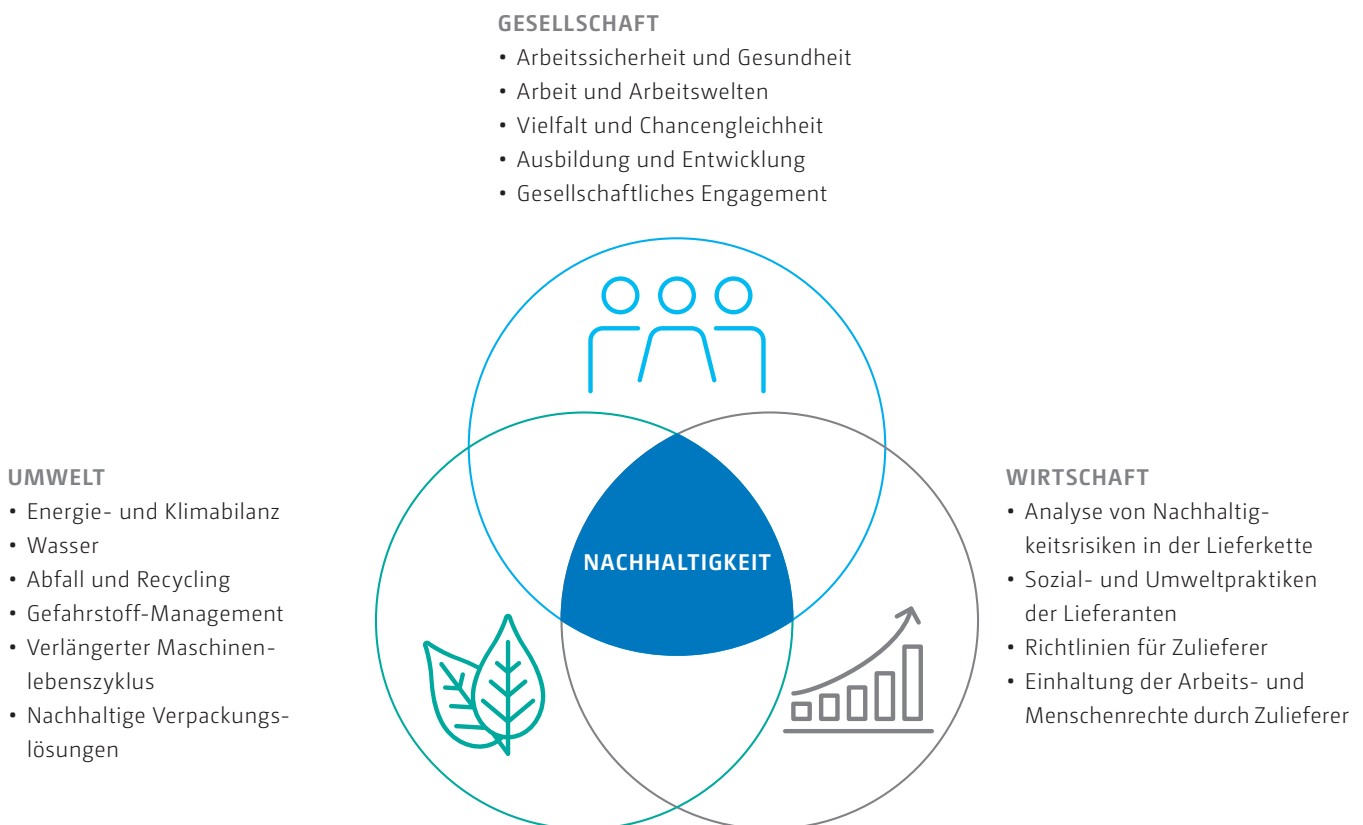 GESELLSCHAFT
• Arbeitssicherheit und Gesundheit
• Arbeit und Arbeitswelten
• Vielfalt und Chancengleichheit
• Ausbildung und Entwicklung
• Gesellschaftliches Engagement
UMWELT
• Energie- und Klimabilanz
• Wasser
• Abfall und Recycling
• Gefahrstoff-Management
• Verlängerter Maschinen-
lebenszyklus
• Nachhaltige Verpackungs-
lösungen
NACHHALTIGKEIT
WIRTSCHAFT
• Analyse von Nachhaltig-
keitsrisiken in der Lieferkette
• Sozial- und Umweltpraktiken
der Lieferanten
• Richtlinien für Zulieferer
• Einhaltung der Arbeits- und
Menschenrechte durch Zulieferer